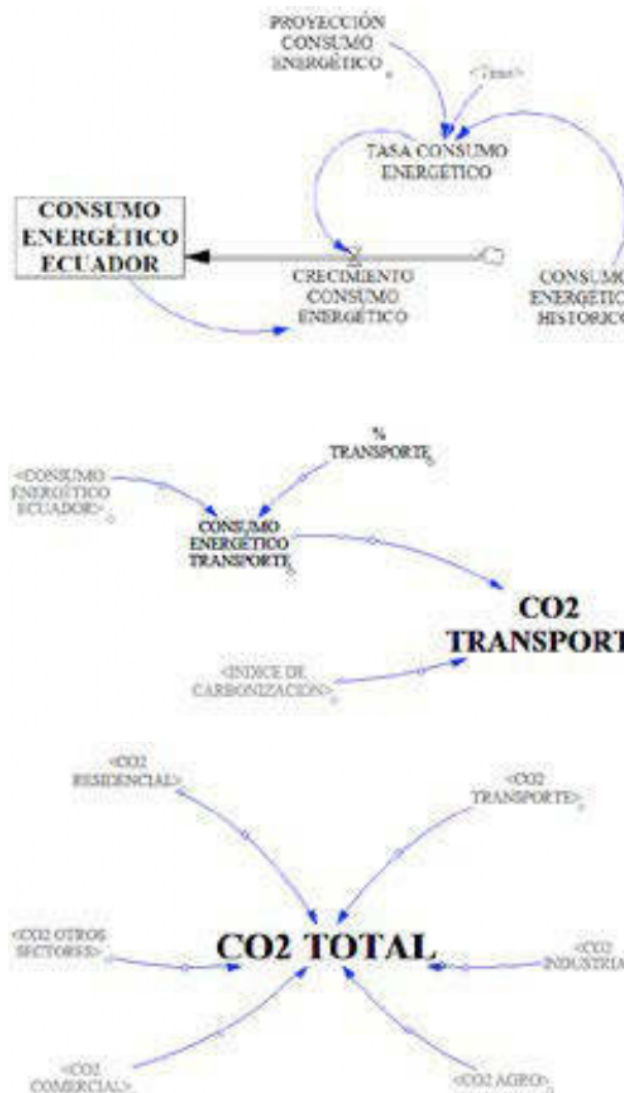 PROYECCIÓN
CONSUMO
ENERGÉTICO
<Time>
TASA CONSUMO
ENERGÉTICO
CONSUMO
ENERGÉTICO
ECUADOR
CRECIMIENTO
CONSUMO
ENERGÉTICO
CONSUMO
ENERGÉTIC
HISTORICO
%
TRANSPORTE
<CONSUMO
ENERGÉTICO
ECUADOR>
CONSUMO
ENERGÉTICO
TRANSPORTE
CO2
TRANSPORT
<INDICE DE
CARBONIZACION>
<CO2
RESIDENCIAL>
<CO2
TRANSPORTE>
<CO2 OTROS
SECTORES>
CO2 TOTAL
<CO2
INDUSTRIA
<CO2
COMERCIAL>
<CO2 AGRO>